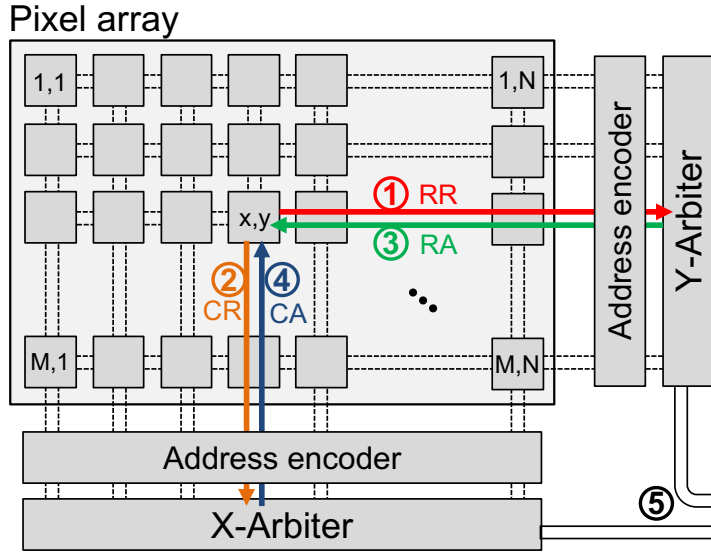 Pixel array
1,1
1,N
x,y
① RR
③ RA
② ④
CR CA
M,1
M,N
Address encoder
Y-Arbiter
Address encoder
X-Arbiter
⑤